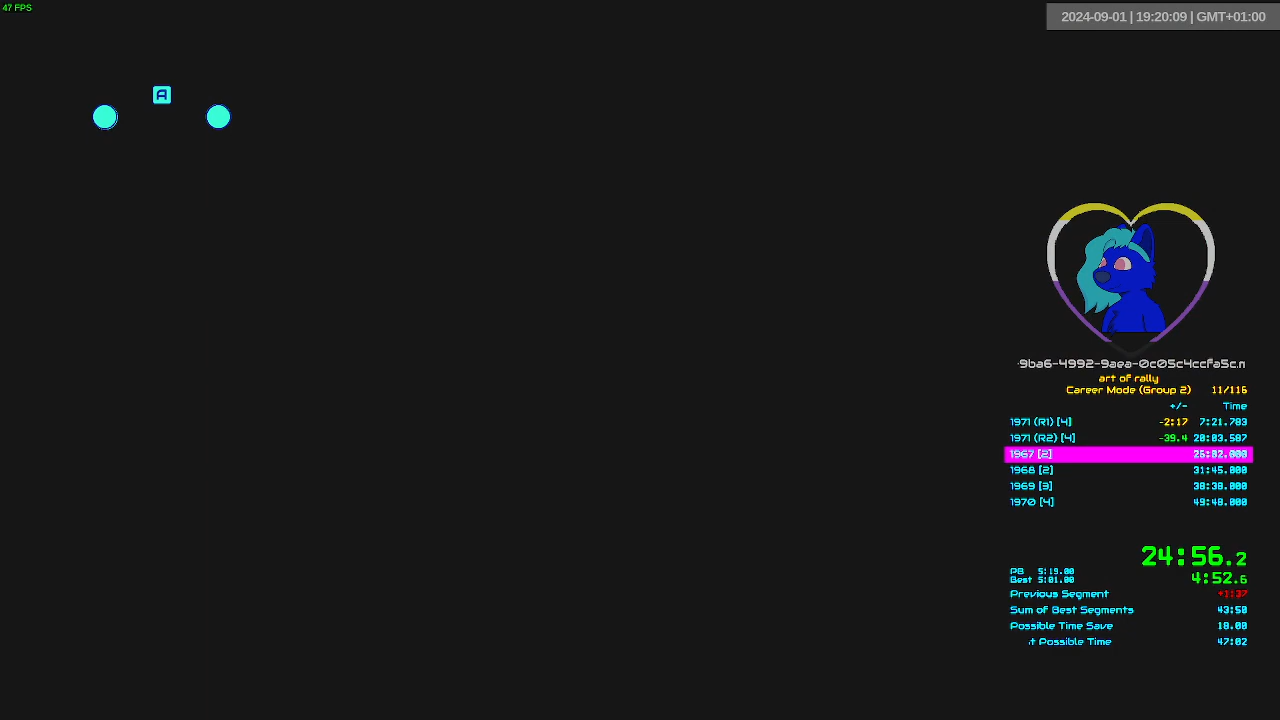 47 FPS
2024-09-01 | 19:20:09 | GMT+01:00
A
9ba6-4992-9aea-0c05c4ccfa5c.n
art of rally
Career Mode (Group 2) 11/116
+/- Time
1971 (R1) [4] -2:17 7:21.703
1971 (R2) [4] -39.4 20:03.587
1967 [2] 25:02.000
1968 [2] 31:45.000
1969 [3] 38:38.000
1970 [4] 49:48.000
24:56.2
PB 5:19.00
Best 5:01.00 4:52.6
Previous Segment +1:37
Sum of Best Segments 43:50
Possible Time Save 18.00
t Possible Time 47:02